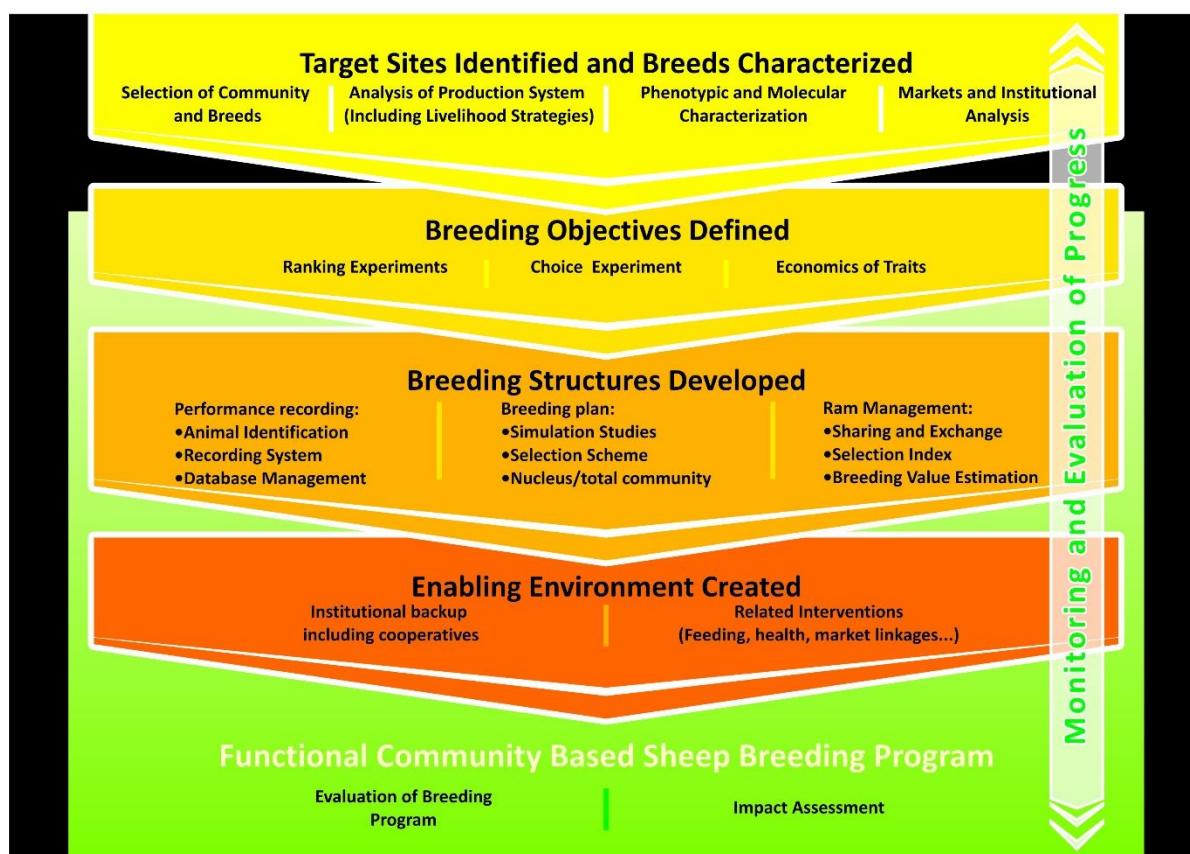 Target Sites Identified and Breeds Characterized
Selection of Community
and Breeds
Analysis of Production System
(Including Livelihood Strategies)
Phenotypic and Molecular
Characterization
Markets and Institutional
Analysis
Breeding Objectives Defined
Ranking Experiments
Choice Experiment
Economics of Traits
Breeding Structures Developed
Performance recording:
•Animal Identification
•Recording System
•Database Management
Breeding plan:
•Simulation Studies
•Selection Scheme
•Nucleus/total community
Ram Management:
•Sharing and Exchange
•Selection Index
•Breeding Value Estimation
Enabling Environment Created
Institutional backup
including cooperatives
Related Interventions
(Feeding, health, market linkages...)
Functional Community Based Sheep Breeding Program
Evaluation of Breeding
Program
Impact Assessment
Monitoring and Evaluation of Progress